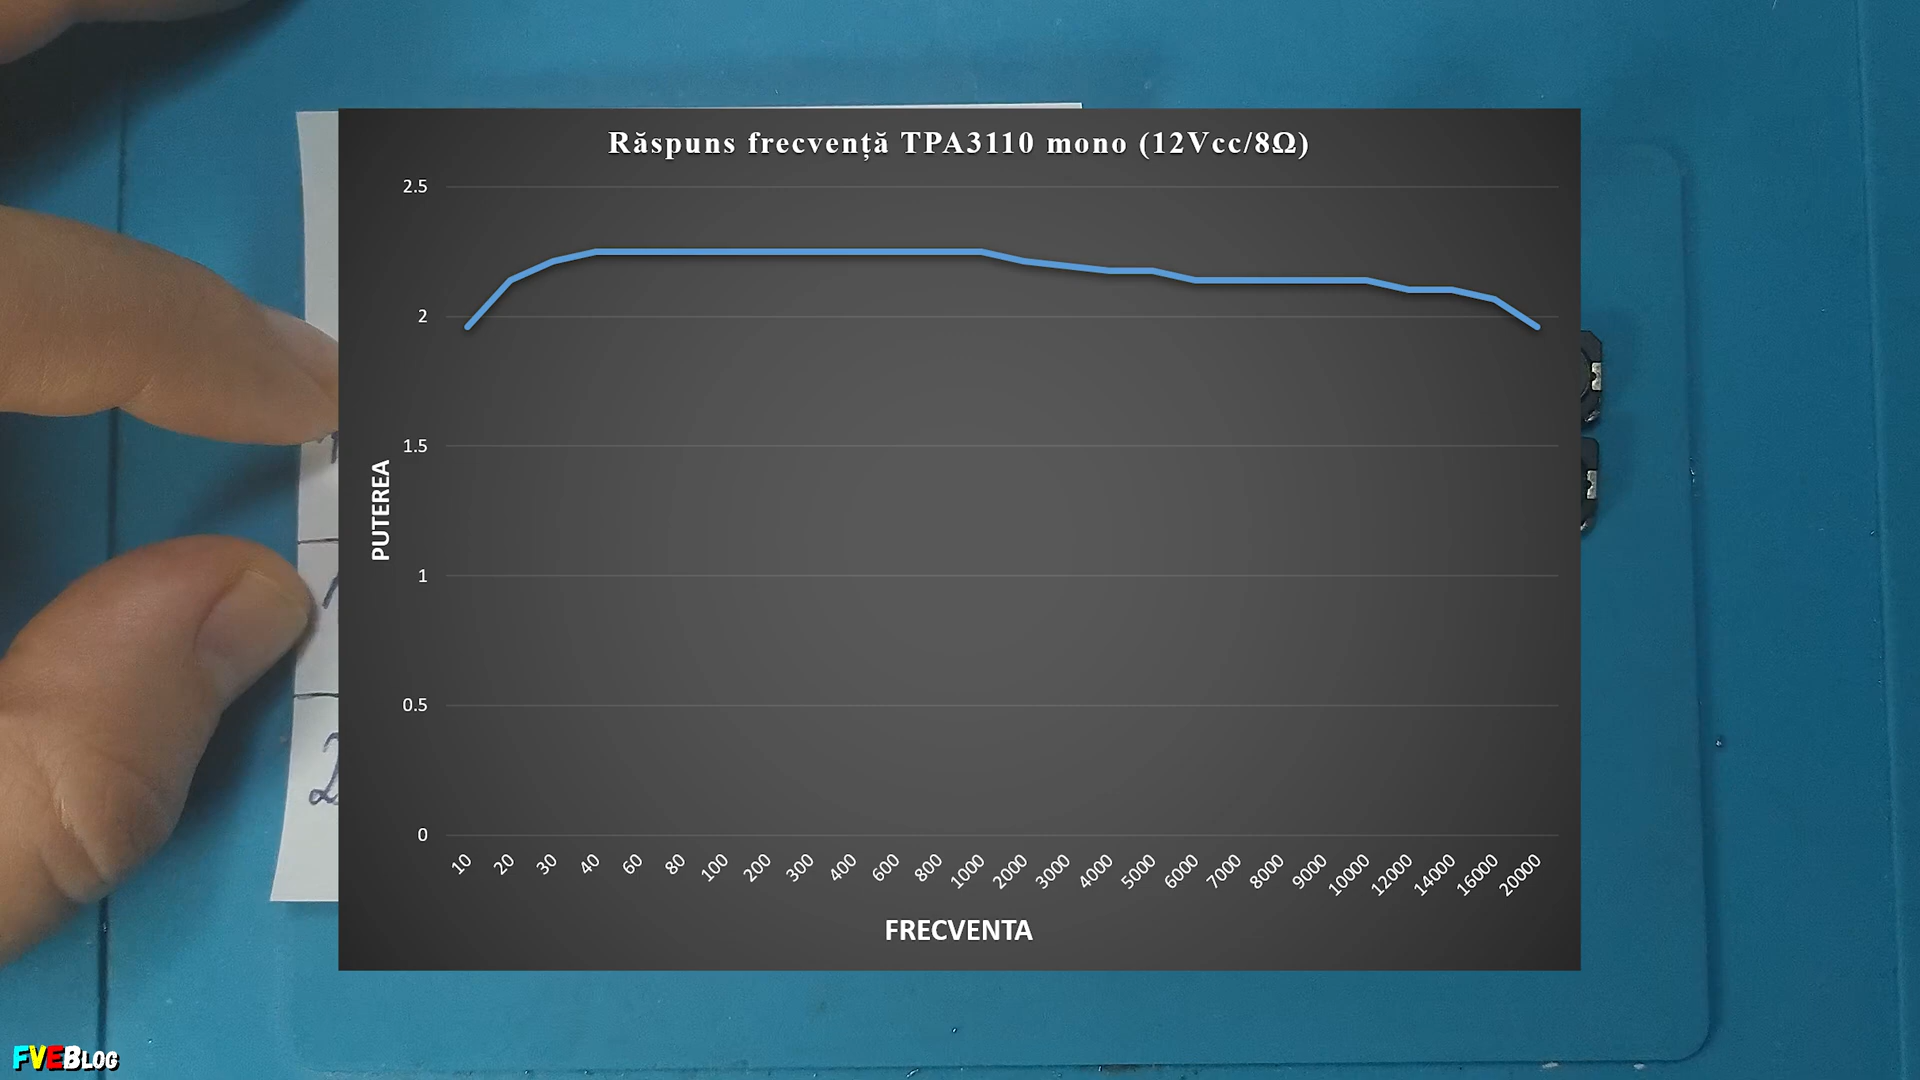 Răspuns frecvență TPA3110 mono (12Vcc/8Ω)
2.5
2
1.5
1
0.5
0
PUTEREA
10 20 30 40 60 80 100 200 300 400 600 800 1000 2000 3000 4000 5000 6000 7000 8000 9000 10000 12000 14000 16000 20000
FRECVENTA
2
FVEBLOG